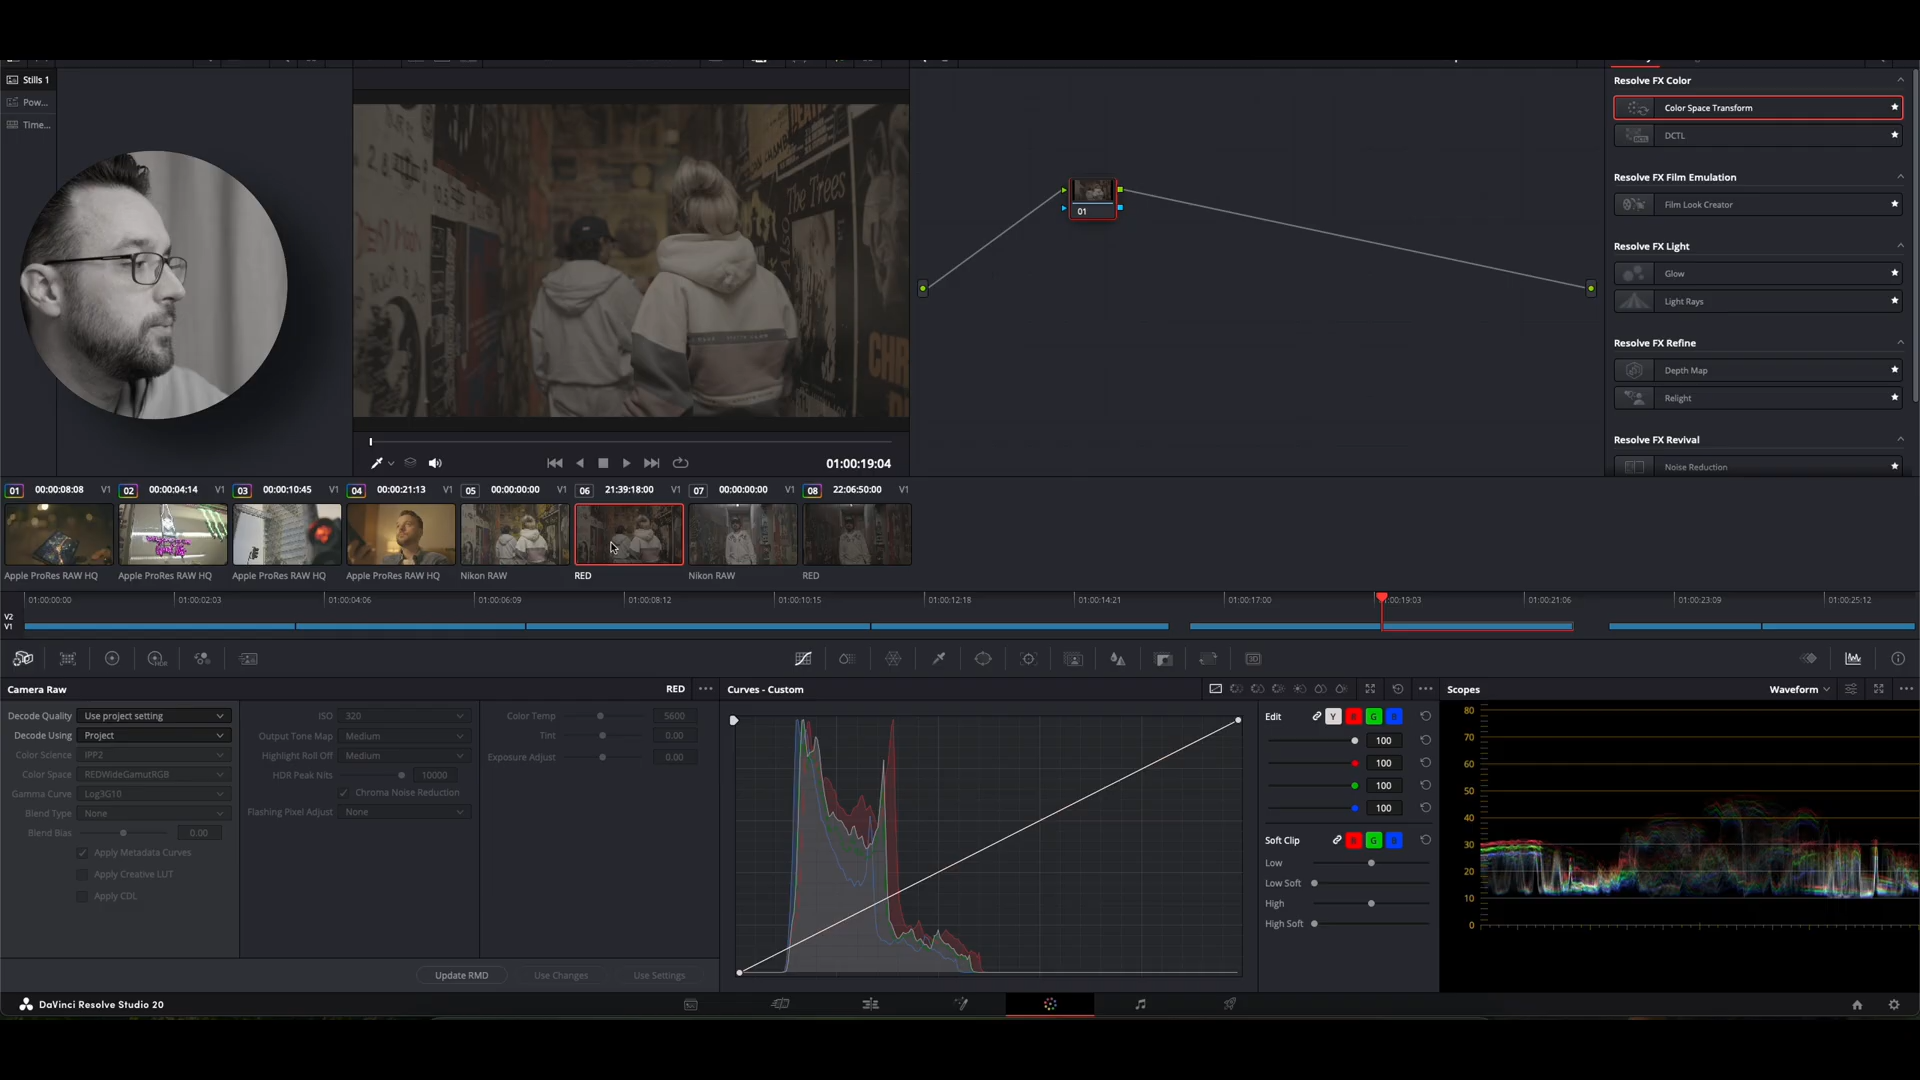 Stills 1
Pow...
Time...
The Trees
CHR
01:00:19:04
01
Resolve FX Color
Color Space Transform
DCTL
Resolve FX Film Emulation
Film Look Creator
Resolve FX Light
Glow
Light Rays
Resolve FX Refine
Depth Map
Relight
Resolve FX Revival
Noise Reduction
01 00:00:08:08 V1 02 00:00:04:14 V1 03 00:00:10:45 V1 04 00:00:21:13 V1 05 00:00:00:00 V1 06 21:39:18:00 V1 07 00:00:00:00 V1 08 22:06:50:00 V1
Apple ProRes RAW HQ Apple ProRes RAW HQ Apple ProRes RAW HQ Apple ProRes RAW HQ Nikon RAW RED Nikon RAW RED
01:00:00:00 01:00:02:03 01:00:04:06 01:00:06:09 01:00:08:12 01:00:10:15 01:00:12:18 01:00:14:21 01:00:17:00 :00:19:03 01:00:21:06 01:00:23:09 01:00:25:12
V2
V1
Camera Raw RED
Decode Quality Use project setting
Decode Using Project
Color Science IPP2
Color Space REDWideGamutRGB
Gamma Curve Log3G10
Blend Type None
Blend Bias 0.00
Apply Metadata Curves
Apply Creative LUT
Apply CDL
ISO 320
Output Tone Map Medium
Highlight Roll Off Medium
HDR Peak Nits 10000
Chroma Noise Reduction
Flashing Pixel Adjust None
Color Temp 5600
Tint 0.00
Exposure Adjust 0.00
Update RMD Use Changes Use Settings
Curves - Custom
Edit Y R G B
100
100
100
100
Soft Clip R G B
Low
Low Soft
High
High Soft
Scopes Waveform
80
70
60
50
40
30
20
10
0
DaVinci Resolve Studio 20